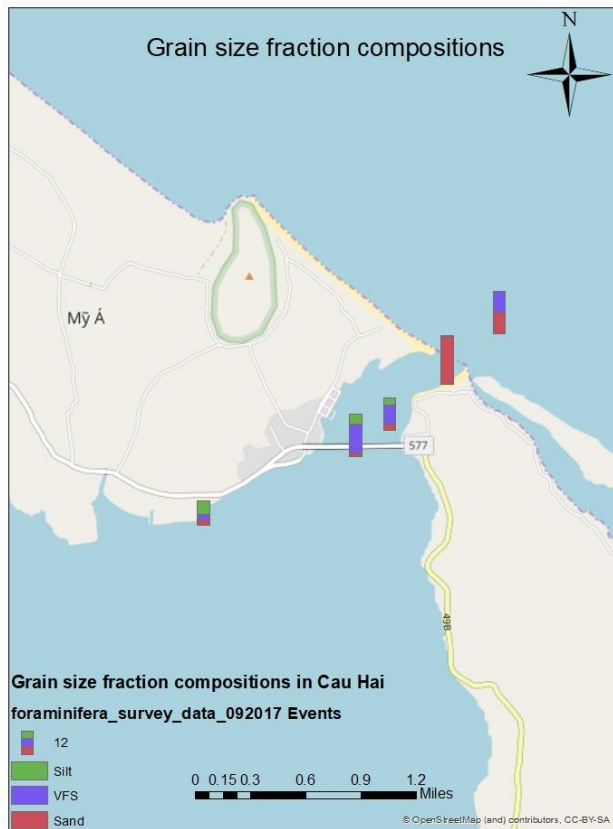 Grain size fraction compositions
N
Mỹ Á
577
49B
Grain size fraction compositions in Cau Hai
foraminifera_survey_data_092017 Events
12
Silt
VFS
Sand
0 0.15 0.3 0.6 0.9 1.2
Miles
© OpenStreetMap (and) contributors, CC-BY-SA